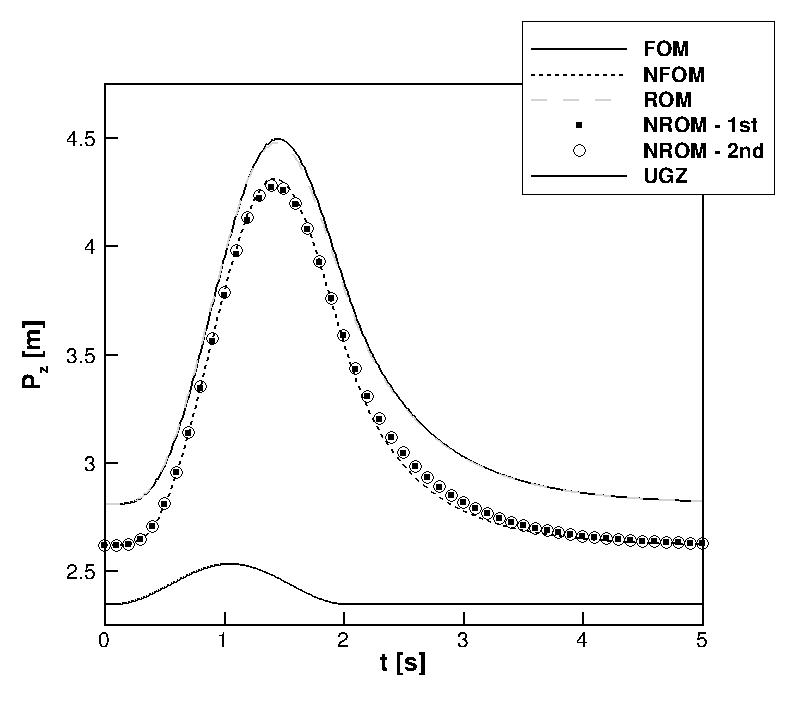 FOM
NFOM
ROM
NROM - 1st
NROM - 2nd
UGZ
4.5
4
3.5
3
2.5
P_z [m]
0 1 2 3 4 5
t [s]